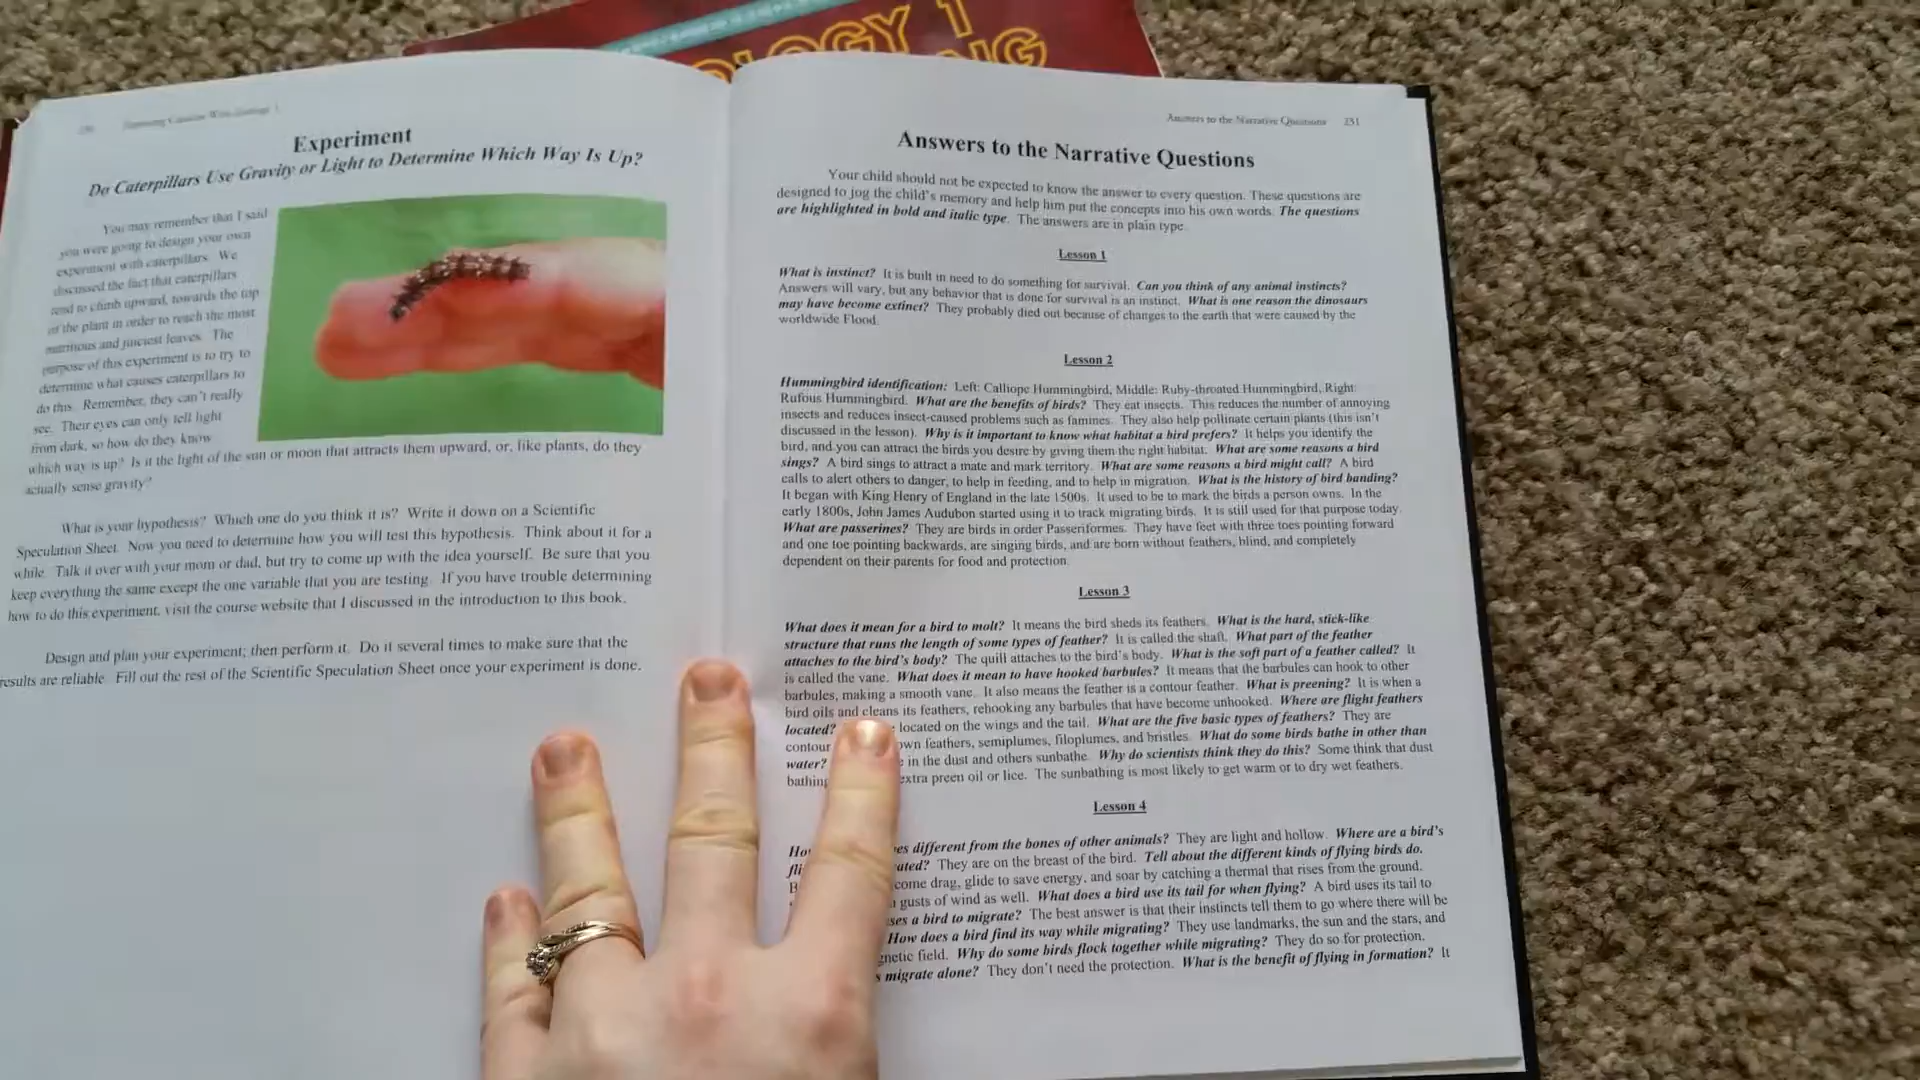 OLOGY 1
NG
Experiment
Do Caterpillars Use Gravity or Light to Determine Which Way Is Up?
You may remember that I said
you were going to design your own
experiment with caterpillars. We
discussed the fact that caterpillars
tend to climb upward, towards the top
of the plant in order to reach the most
nutritious and juiciest leaves. The
purpose of this experiment is to try to
determine what causes caterpillars to
do this. Remember, they can't really
see. Their eyes can only tell light
from dark, so how do they know
which way is up? Is it the light of the sun or moon that attracts them upward, or, like plants, do they
actually sense gravity?
What is your hypothesis? Which one do you think it is? Write it down on a Scientific
Speculation Sheet. Now you need to determine how you will test this hypothesis. Think about it for a
while. Talk it over with your mom or dad, but try to come up with the idea yourself. Be sure that you
keep everything the same except the one variable that you are testing. If you have trouble determining
how to do this experiment, visit the course website that I discussed in the introduction to this book.
Design and plan your experiment; then perform it. Do it several times to make sure that the
results are reliable. Fill out the rest of the Scientific Speculation Sheet once your experiment is done.
Answers to the Narrative Questions 231
Answers to the Narrative Questions
Your child should not be expected to know the answer to every question. These questions are
designed to jog the child's memory and help him put the concepts into his own words. The questions
are highlighted in bold and italic type. The answers are in plain type.
Lesson 1
What is instinct? It is built in need to do something for survival. Can you think of any animal instincts?
Answers will vary, but any behavior that is done for survival is an instinct. What is one reason the dinosaurs
may have become extinct? They probably died out because of changes to the earth that were caused by the
worldwide Flood.
Lesson 2
Hummingbird identification: Left: Calliope Hummingbird, Middle: Ruby-throated Hummingbird, Right:
Rufous Hummingbird. What are the benefits of birds? They eat insects. This reduces the number of annoying
insects and reduces insect-caused problems such as famines. They also help pollinate certain plants (this isn't
discussed in the lesson). Why is it important to know what habitat a bird prefers? It helps you identify the
bird, and you can attract the birds you desire by giving them the right habitat. What are some reasons a bird
sings? A bird sings to attract a mate and mark territory. What are some reasons a bird might call? A bird
calls to alert others to danger, to help in feeding, and to help in migration. What is the history of bird banding?
It began with King Henry of England in the late 1500s. It used to be to mark the birds a person owns. In the
early 1800s, John James Audubon started using it to track migrating birds. It is still used for that purpose today.
What are passerines? They are birds in order Passeriformes. They have feet with three toes pointing forward
and one toe pointing backwards, are singing birds, and are born without feathers, blind, and completely
dependent on their parents for food and protection.
Lesson 3
What does it mean for a bird to molt? It means the bird sheds its feathers. What is the hard, stick-like
structure that runs the length of some types of feather? It is called the shaft. What part of the feather
attaches to the bird's body? The quill attaches to the bird's body. What is the soft part of a feather called? It
is called the vane. What does it mean to have hooked barbules? It means that the barbules can hook to other
barbules, making a smooth vane. It also means the feather is a contour feather. What is preening? It is when a
bird oils and cleans its feathers, rehooking any barbules that have become unhooked. Where are flight feathers
located? located on the wings and the tail. What are the five basic types of feathers? They are
contour own feathers, semiplumes, filoplumes, and bristles. What do some birds bathe in other than
water? in the dust and others sunbathe. Why do scientists think they do this? Some think that dust
bathing extra preen oil or lice. The sunbathing is most likely to get warm or to dry wet feathers.
Lesson 4
Ho es different from the bones of other animals? They are light and hollow. Where are a bird's
fli ated? They are on the breast of the bird. Tell about the different kinds of flying birds do.
B come drag, glide to save energy, and soar by catching a thermal that rises from the ground.
gusts of wind as well. What does a bird use its tail for when flying? A bird uses its tail to
ses a bird to migrate? The best answer is that their instincts tell them to go where there will be
How does a bird find its way while migrating? They use landmarks, the sun and the stars, and
gnetic field. Why do some birds flock together while migrating? They do so for protection.
s migrate alone? They don't need the protection. What is the benefit of flying in formation? It